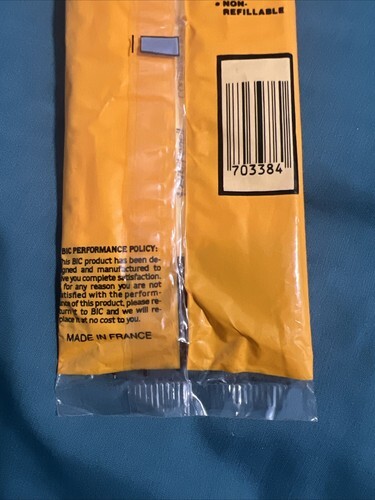 • NON-
REFILLABLE
703384
BIC PERFORMANCE POLICY:
This BIC product has been de-
signed and manufactured to
give you complete satisfaction.
If for any reason you are not
satisfied with the perform-
ance of this product, please re-
turn it to BIC and we will re-
place it at no cost to you.
MADE IN FRANCE